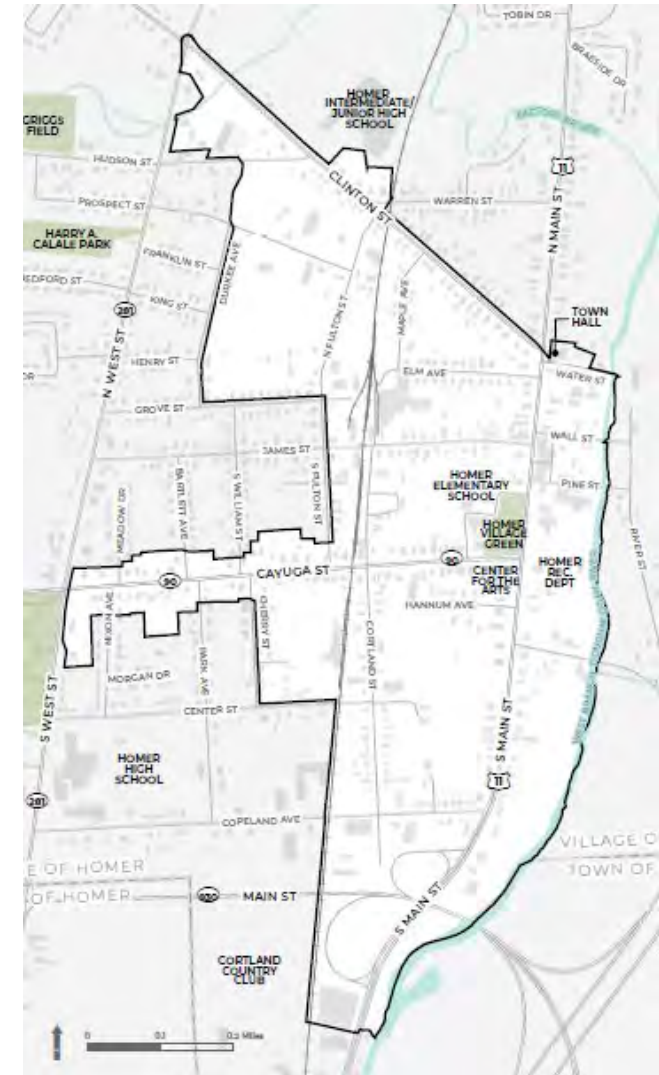 TOBIN DR
BRAESIDE DR
HOMER
INTERMEDIATE/
JUNIOR HIGH
SCHOOL
GRIGGS
FIELD
11
HUDSON ST
CLINTON ST
N MAIN ST
PROSPECT ST
WARREN ST
HARRY A.
CALALE PARK
FRANKLIN ST
DURKEE AVE
KING ST
281
N WEST ST
N FULTON ST
MAPLE AVE
TOWN
HALL
HENRY ST
ELM AVE
WATER ST
GROVE ST
WALL ST
JAMES ST
S FULTON ST
S WILLIAM ST
BARTLETT AVE
MEADOW DR
HOMER
ELEMENTARY
SCHOOL
PINE ST
HOMER
VILLAGE
GREEN
RIVER ST
90
CAYUGA ST
90
CENTER
FOR THE
ARTS
HOMER
REC.
DEPT
HANNUM AVE
NIXON AVE
CHERRY ST
PARK AVE
CORTLAND ST
MORGAN DR
S WEST ST
CENTER ST
S MAIN ST
HOMER
HIGH
SCHOOL
11
281
COPELAND AVE
VILLAGE O
E OF HOMER
TOWN OF
OF HOMER
930
MAIN ST
S MAIN ST
CORTLAND
COUNTRY
CLUB
0
0.1
Miles